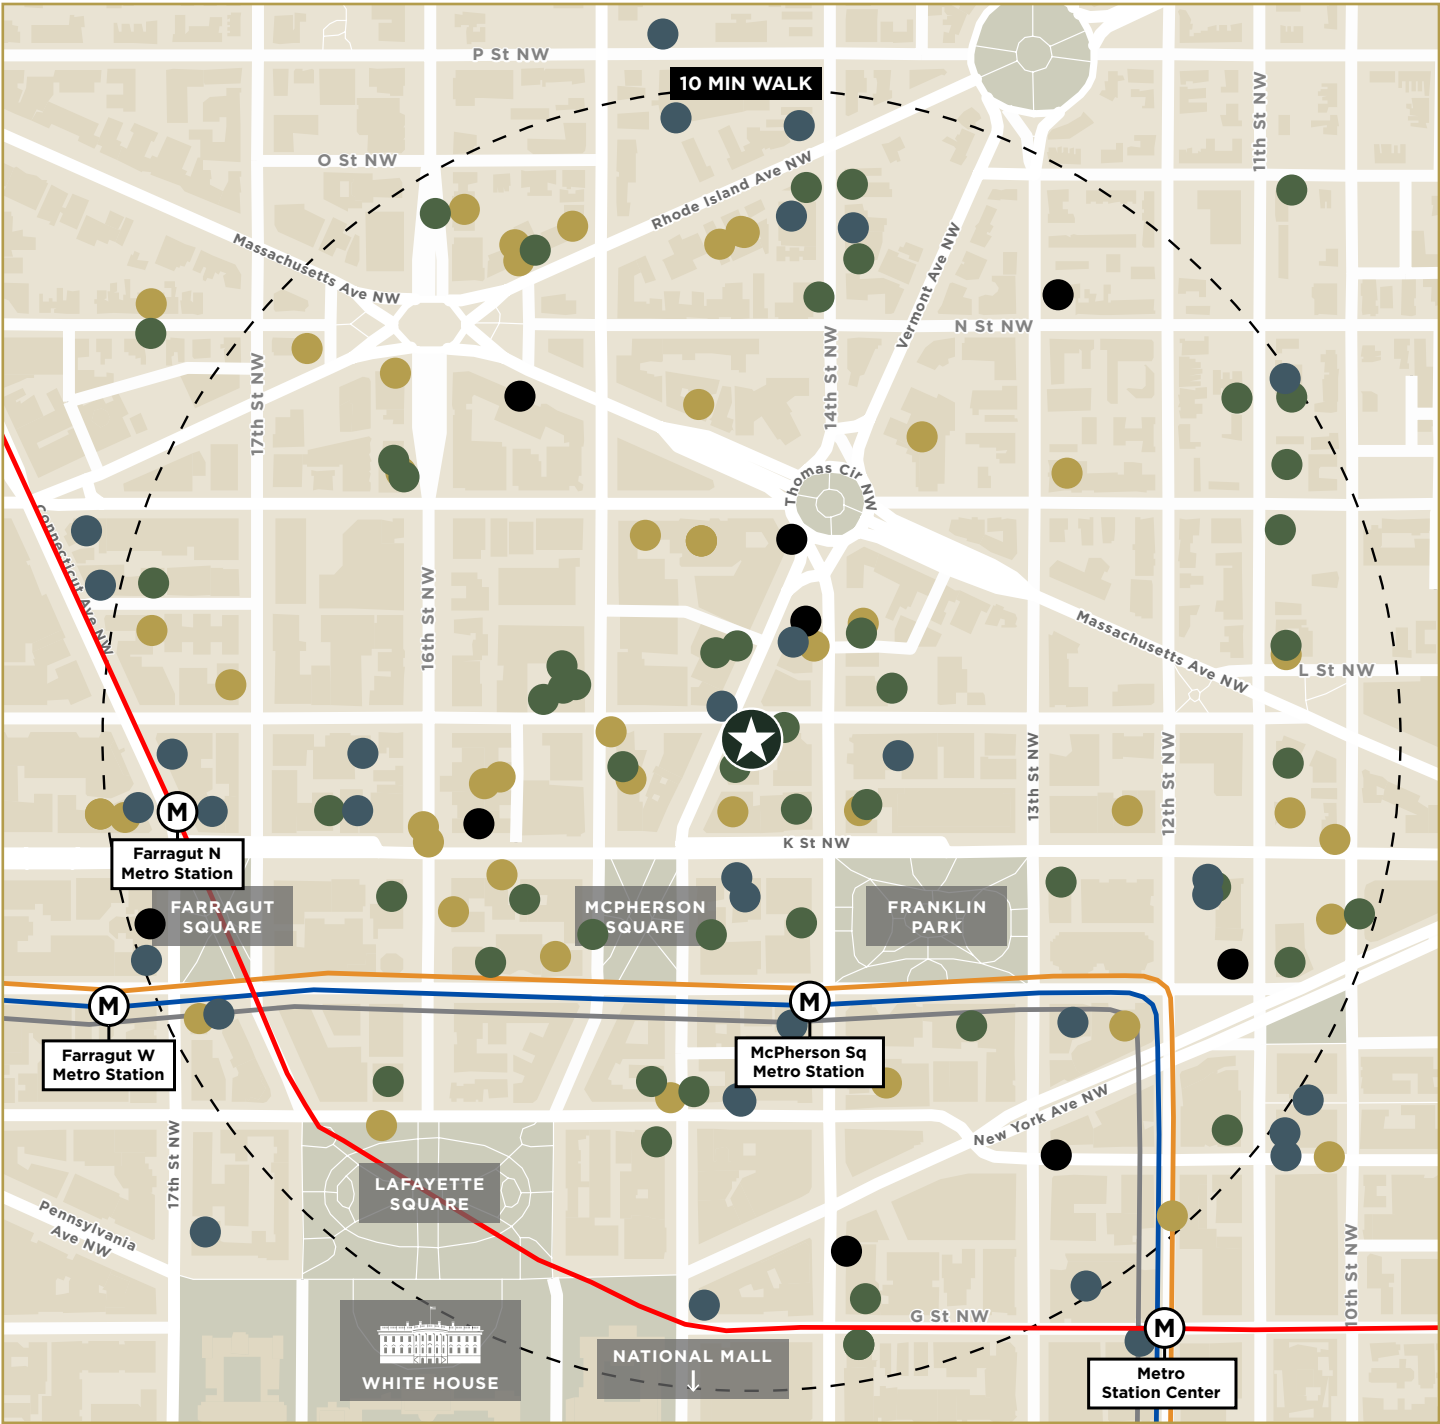 P St NW
10 MIN WALK
11th St NW
O St NW
Rhode Island Ave NW
Massachusetts Ave NW
Vermont Ave NW
N St NW
17th St NW
14th St NW
Thomas Cir NW
Connecticut Ave NW
16th St NW
Massachusetts Ave NW
L St NW
13th St NW
12th St NW
M
K St NW
Farragut N
Metro Station
FARRAGUT
SQUARE
MCPHERSON
SQUARE
FRANKLIN
PARK
M
M
Farragut W
Metro Station
McPherson Sq
Metro Station
New York Ave NW
17th St NW
LAFAYETTE
SQUARE
Pennsylvania
Ave NW
10th St NW
G St NW
M
WHITE HOUSE
NATIONAL MALL
↓
Metro
Station Center